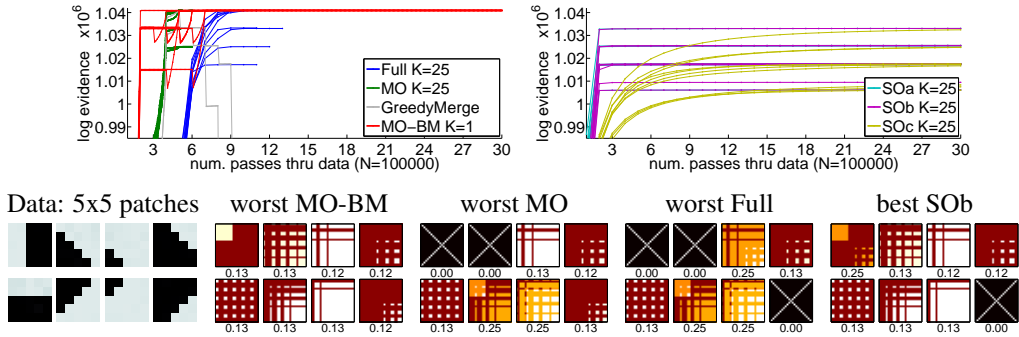 log evidence x10^6
1.04
1.03
1.02
1.01
1
0.99
3 6 9 12 15 18 21 24 27 30
num. passes thru data (N=100000)
Full K=25
MO K=25
GreedyMerge
MO-BM K=1
log evidence x10^6
1.04
1.03
1.02
1.01
1
0.99
3 6 9 12 15 18 21 24 27 30
num. passes thru data (N=100000)
SOa K=25
SOb K=25
SOc K=25
Data: 5x5 patches worst MO-BM worst MO worst Full best SOb
0.13 0.13 0.12 0.12 0.00 0.00 0.12 0.13 0.00 0.00 0.25 0.13 0.25 0.13 0.13 0.12
0.13 0.13 0.13 0.12 0.13 0.25 0.25 0.12 0.13 0.25 0.25 0.00 0.13 0.13 0.13 0.00